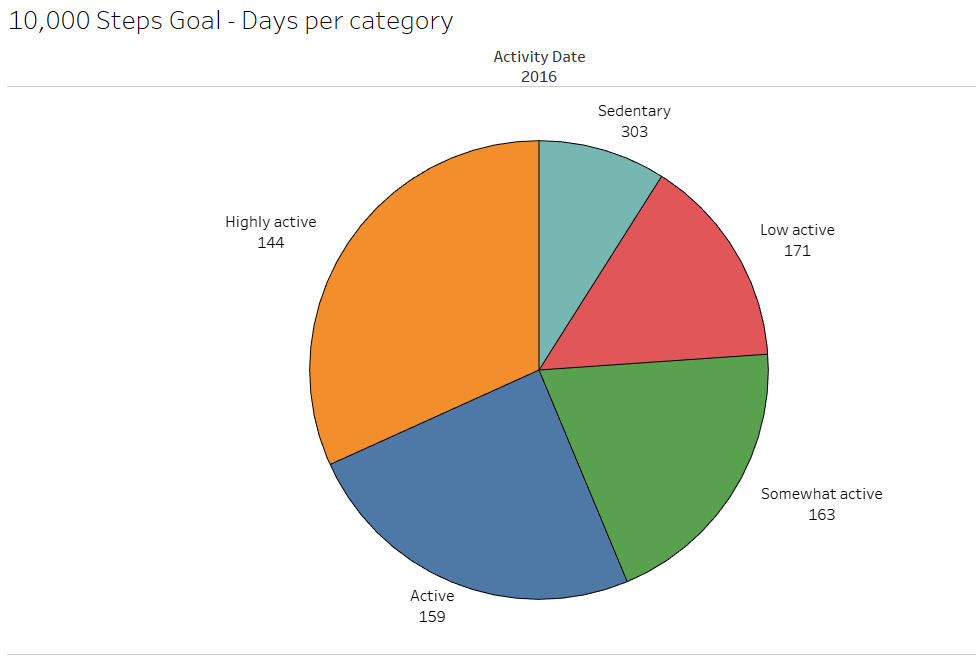 10,000 Steps Goal - Days per category
Activity Date
2016
Sedentary
303
Low active
171
Highly active
144
Somewhat active
163
Active
159